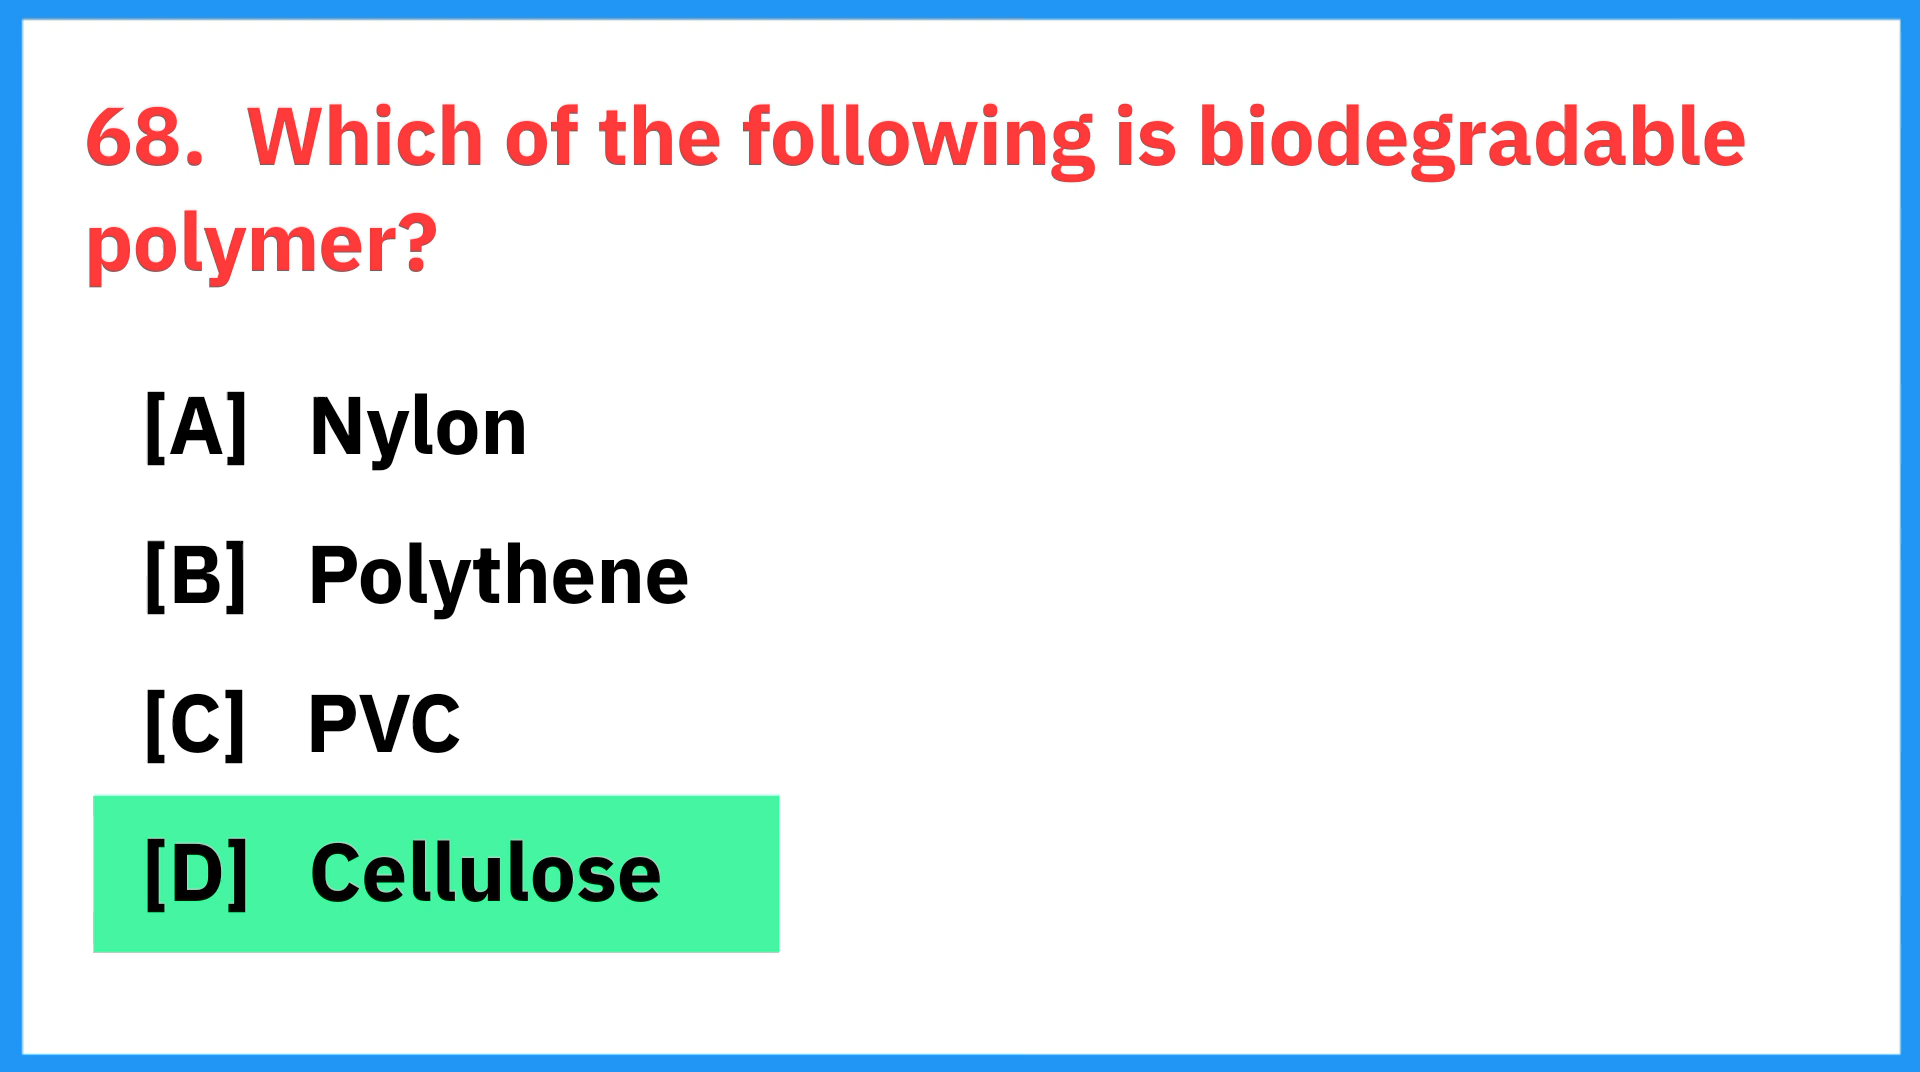 68.  Which of the following is biodegradable
polymer?
[A]   Nylon
[B]   Polythene
[C]   PVC
[D]   Cellulose